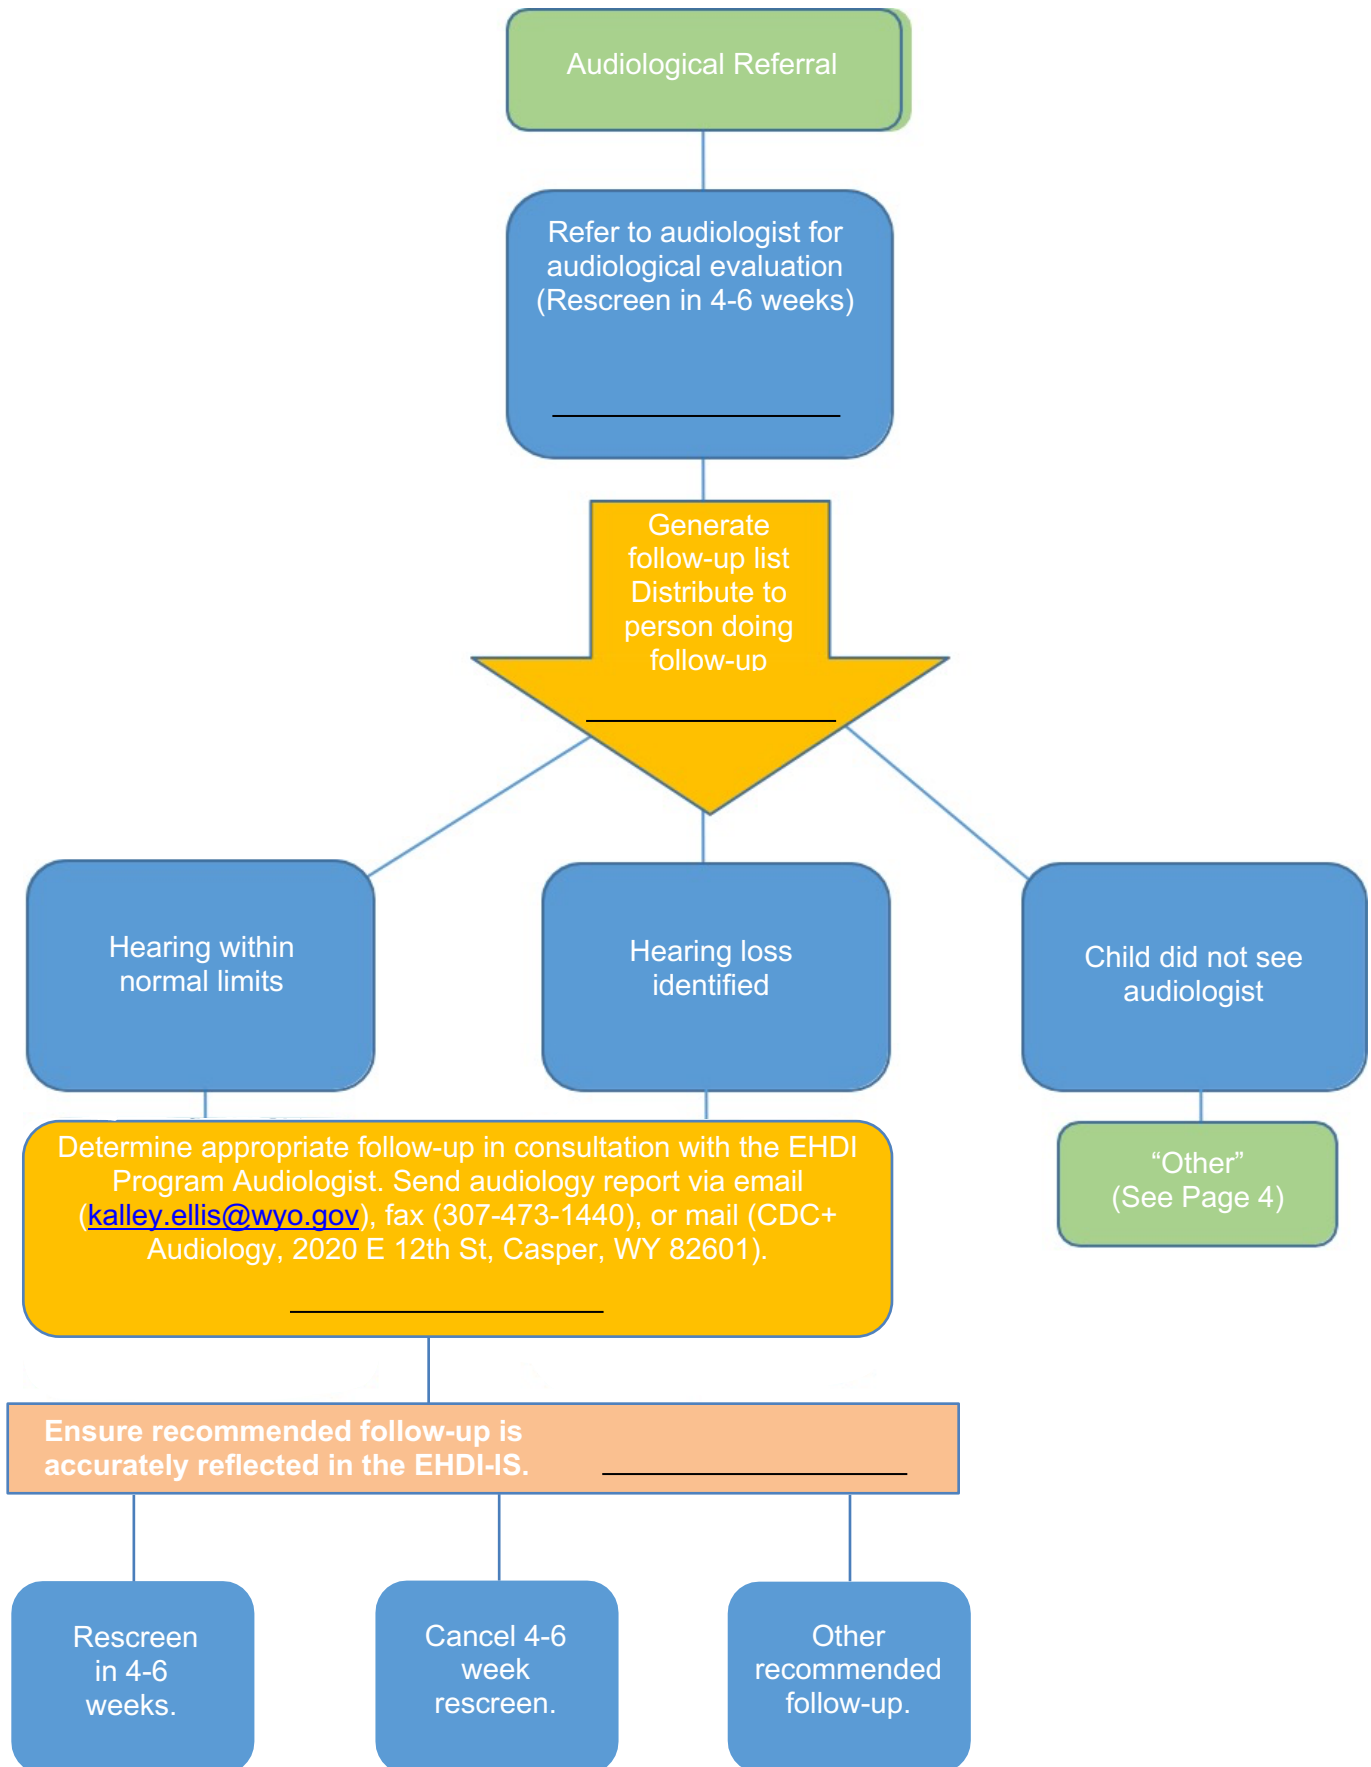 Audiological Referral
Refer to audiologist for
audiological evaluation
(Rescreen in 4-6 weeks)
Generate
follow-up list
Distribute to
person doing
follow-up
Hearing within
normal limits
Hearing loss
identified
Child did not see
audiologist
Determine appropriate follow-up in consultation with the EHDI
Program Audiologist. Send audiology report via email
(kalley.ellis@wyo.gov), fax (307-473-1440), or mail (CDC+
Audiology, 2020 E 12th St, Casper, WY 82601).
“Other”
(See Page 4)
Ensure recommended follow-up is
accurately reflected in the EHDI-IS.
Rescreen
in 4-6
weeks.
Cancel 4-6
week
rescreen.
Other
recommended
follow-up.